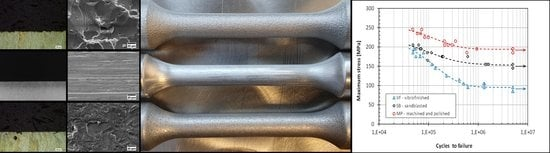 Maximum stress [MPa]
300
250
200
150
100
50
0
VF - vibrofinished
SB - sandblasted
MP - machined and polished
1,E+04
1,E+05
1,E+06
1,E+07
Cycles to failure